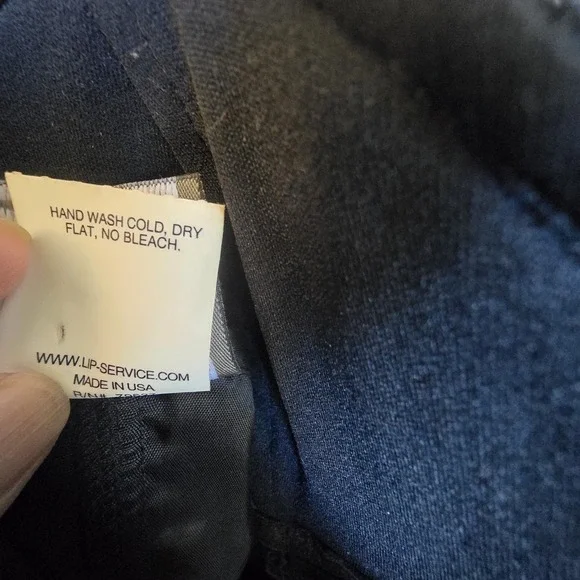 HAND WASH COLD, DRY
FLAT, NO BLEACH.
WWW.LIP-SERVICE.COM
MADE IN USA